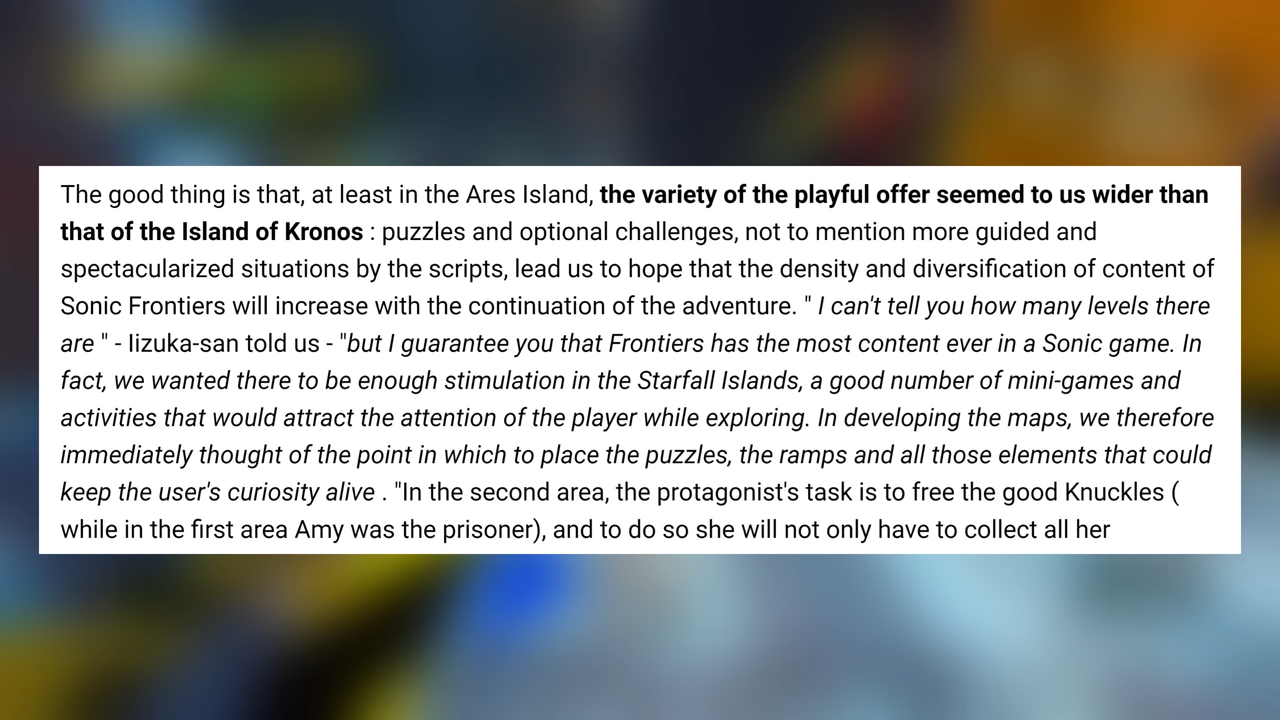 The good thing is that, at least in the Ares Island, the variety of the playful offer seemed to us wider than
that of the Island of Kronos : puzzles and optional challenges, not to mention more guided and
spectacularized situations by the scripts, lead us to hope that the density and diversification of content of
Sonic Frontiers will increase with the continuation of the adventure. " I can't tell you how many levels there
are " - Iizuka-san told us - "but I guarantee you that Frontiers has the most content ever in a Sonic game. In
fact, we wanted there to be enough stimulation in the Starfall Islands, a good number of mini-games and
activities that would attract the attention of the player while exploring. In developing the maps, we therefore
immediately thought of the point in which to place the puzzles, the ramps and all those elements that could
keep the user's curiosity alive . "In the second area, the protagonist's task is to free the good Knuckles (
while in the first area Amy was the prisoner), and to do so she will not only have to collect all her